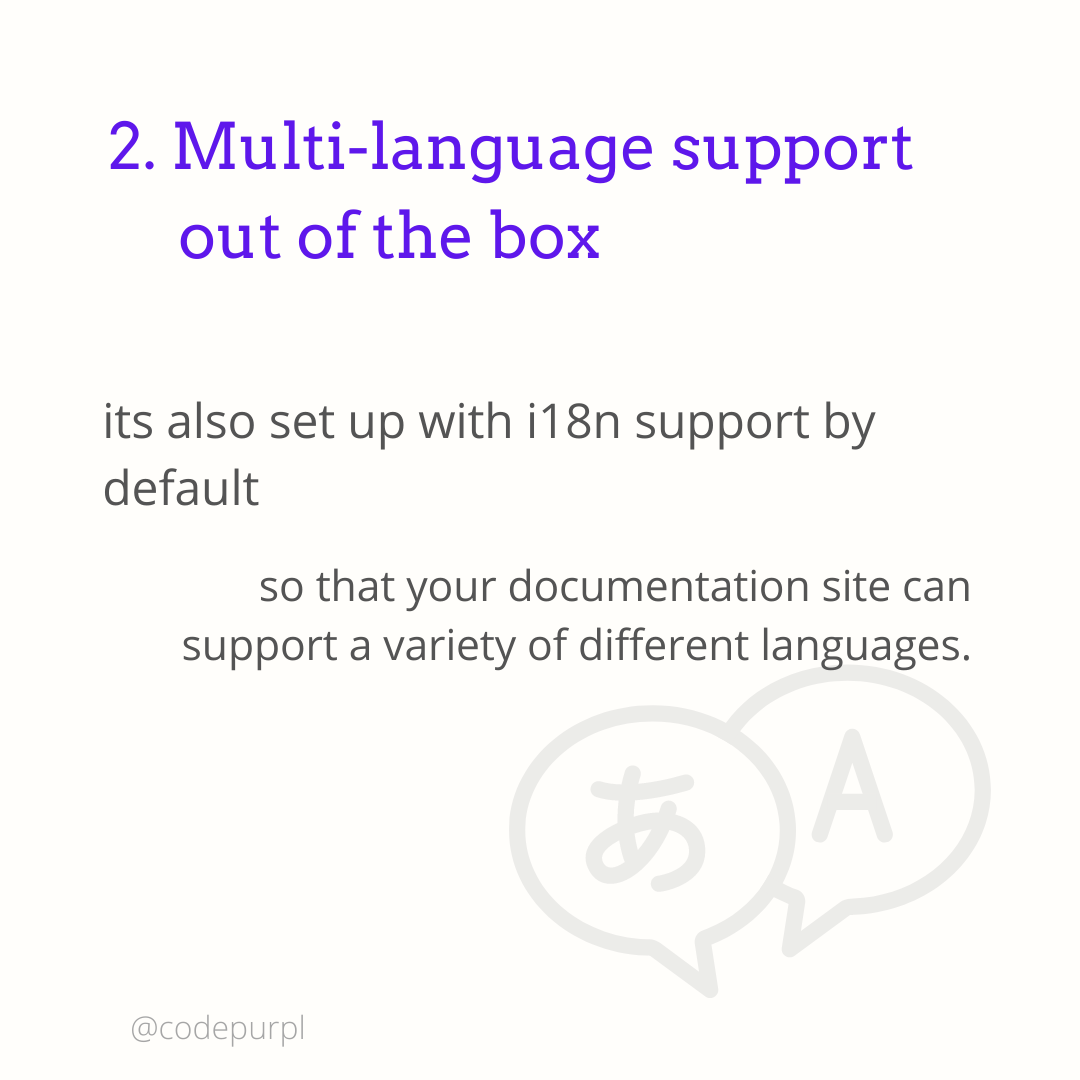 2. Multi-language support
out of the box
its also set up with i18n support by
default
so that your documentation site can
support a variety of different languages.
あ
A
@codepurpl